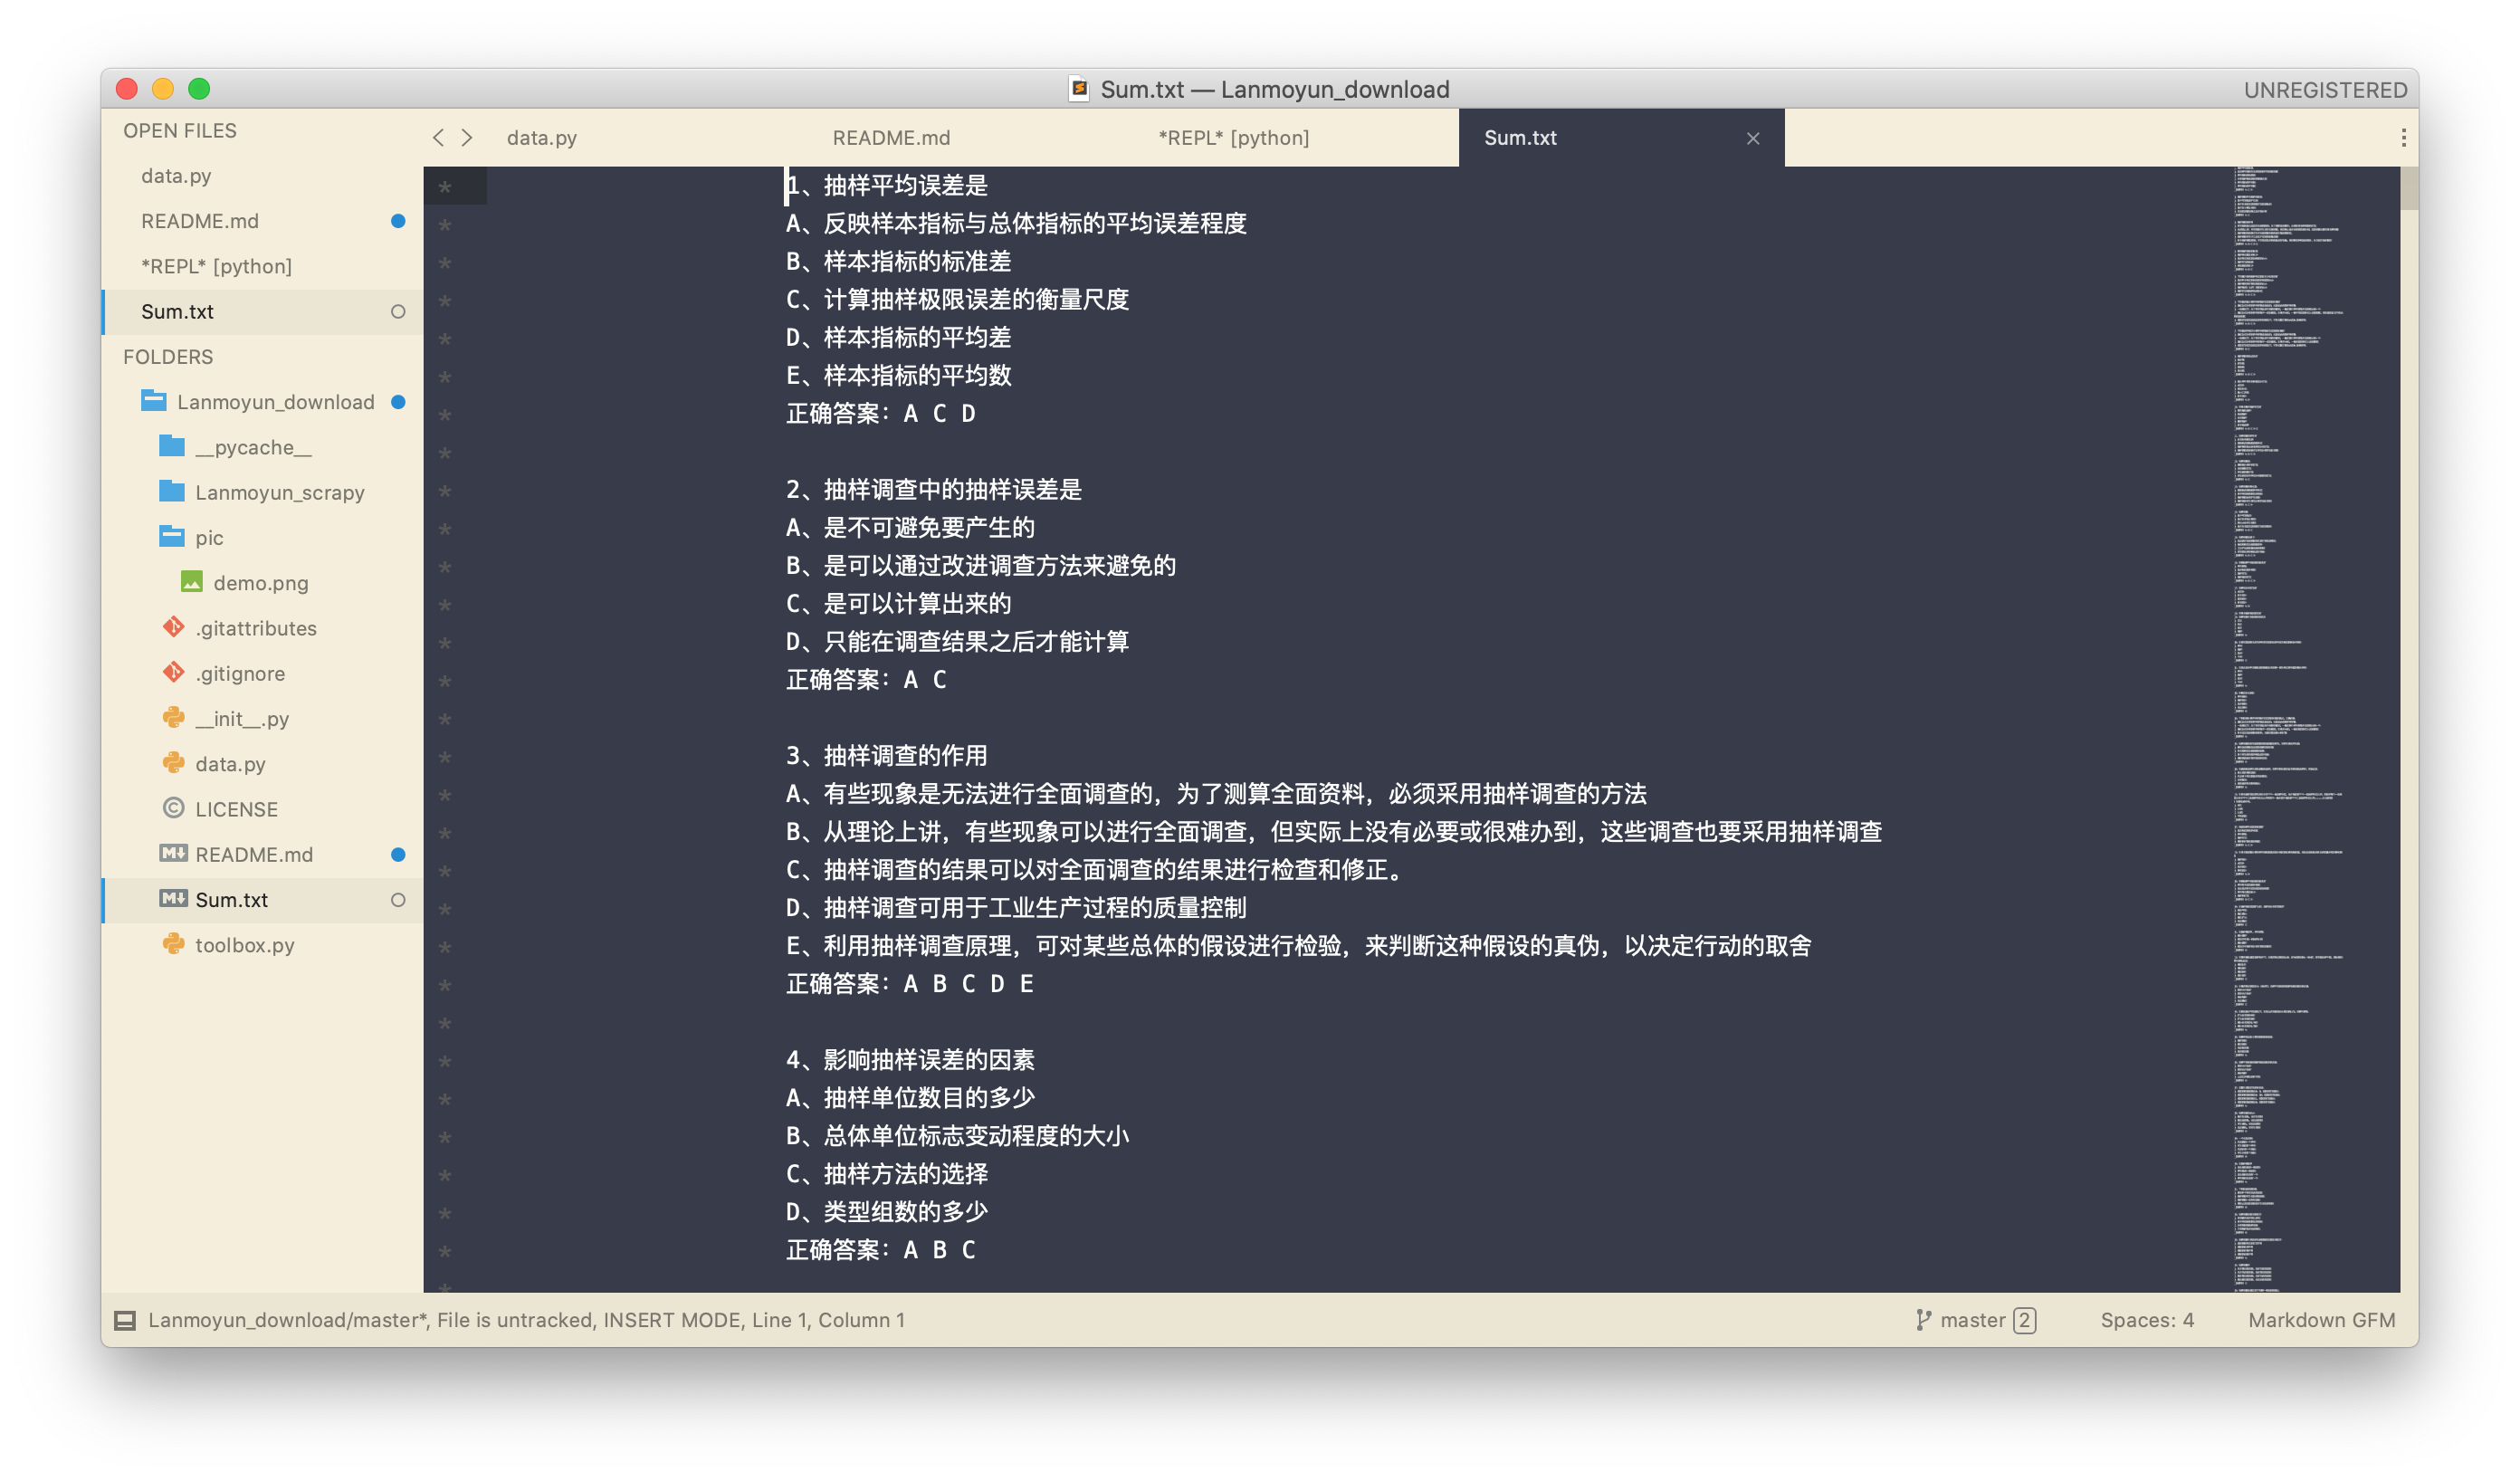 Sum.txt — Lanmoyun_download
UNREGISTERED
OPEN FILES
data.py
README.md
*REPL* [python]
Sum.txt
FOLDERS
Lanmoyun_download
__pycache__
Lanmoyun_scrapy
pic
demo.png
.gitattributes
.gitignore
__init__.py
data.py
LICENSE
README.md
Sum.txt
toolbox.py
data.py
README.md
*REPL* [python]
Sum.txt
1、抽样平均误差是
A、反映样本指标与总体指标的平均误差程度
B、样本指标的标准差
C、计算抽样极限误差的衡量尺度
D、样本指标的平均差
E、样本指标的平均数
正确答案：A C D
2、抽样调查中的抽样误差是
A、是不可避免要产生的
B、是可以通过改进调查方法来避免的
C、是可以计算出来的
D、只能在调查结果之后才能计算
正确答案：A C
3、抽样调查的作用
A、有些现象是无法进行全面调查的，为了测算全面资料，必须采用抽样调查的方法
B、从理论上讲，有些现象可以进行全面调查，但实际上没有必要或很难办到，这些调查也要采用抽样调查
C、抽样调查的结果可以对全面调查的结果进行检查和修正。
D、抽样调查可用于工业生产过程的质量控制
E、利用抽样调查原理，可对某些总体的假设进行检验，来判断这种假设的真伪，以决定行动的取舍
正确答案：A B C D E
4、影响抽样误差的因素
A、抽样单位数目的多少
B、总体单位标志变动程度的大小
C、抽样方法的选择
D、类型组数的多少
正确答案：A B C
Lanmoyun_download/master*, File is untracked, INSERT MODE, Line 1, Column 1
master 2
Spaces: 4
Markdown GFM